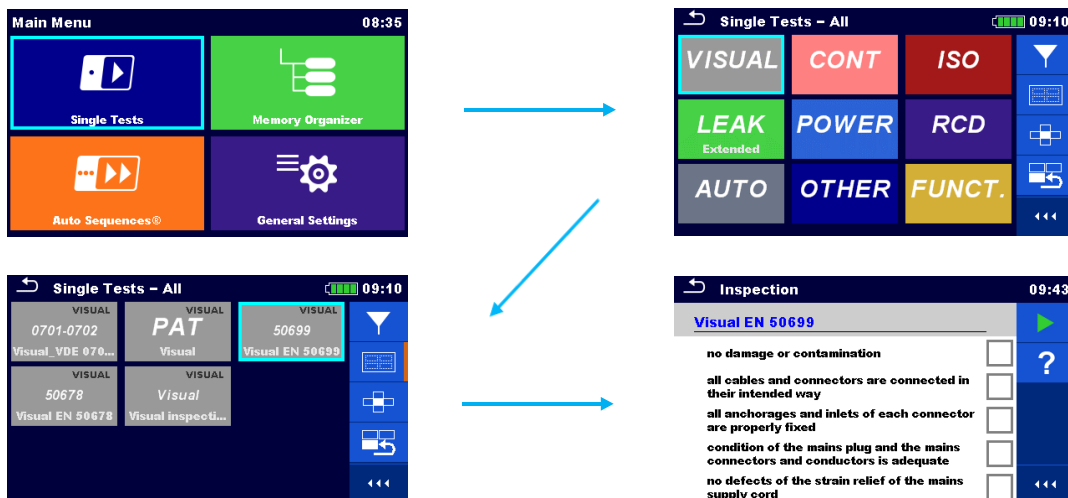 Main Menu 08:35
Single Tests
Memory Organizer
Auto Sequences®
General Settings
Single Tests – All 09:10
VISUAL CONT ISO
LEAK POWER RCD
Extended
AUTO OTHER FUNCT.
Single Tests – All 09:10
VISUAL
0701-0702
Visual_VDE 070...
VISUAL
PAT
Visual
VISUAL
50699
Visual EN 50699
VISUAL
50678
Visual EN 50678
VISUAL
Visual
Visual inspecti...
Inspection 09:43
Visual EN 50699
no damage or contamination
all cables and connectors are connected in
their intended way
all anchorages and inlets of each connector
are properly fixed
condition of the mains plug and the mains
connectors and conductors is adequate
no defects of the strain relief of the mains
supply cord
?